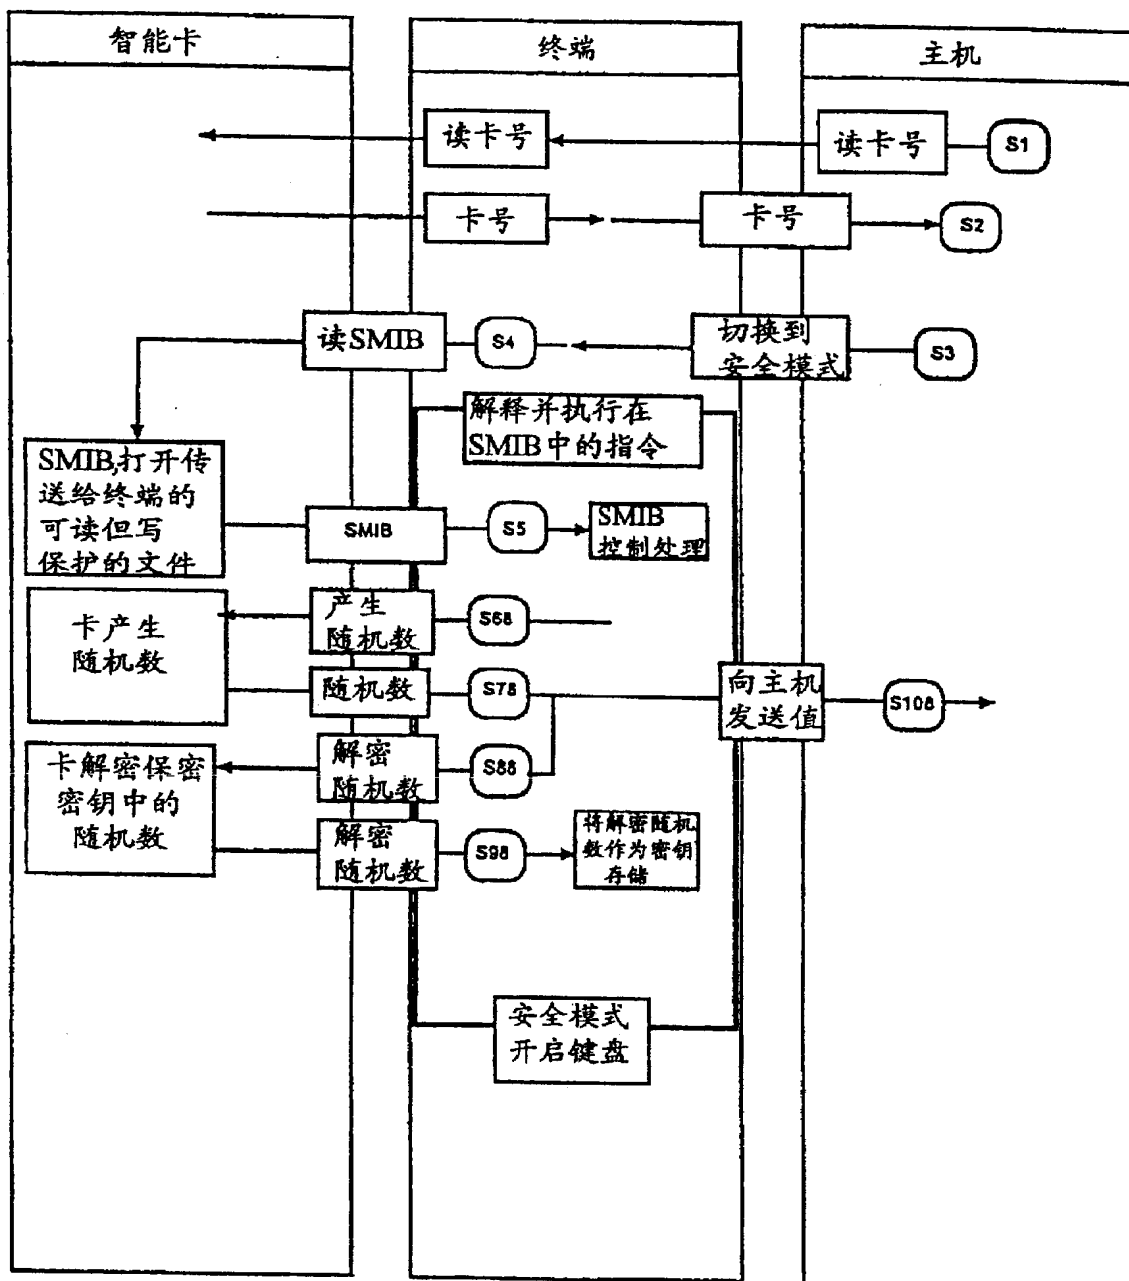 智能卡
终端
主机
读卡号
读卡号
S1
卡号
卡号
S2
读SMIB
S4
切换到
安全模式
S3
解释并执行在
SMIB中的指令
SMIB,打开传
送给终端的
可读但写
保护的文件
SMIB
S5
SMIB
控制处理
卡产生
随机数
产生
随机数
S6B
随机数
S7B
向主机
发送值
S10B
卡解密保密
密钥中的
随机数
解密
随机数
S8B
解密
随机数
S9B
将解密随机
数作为密钥
存储
安全模式
开启键盘